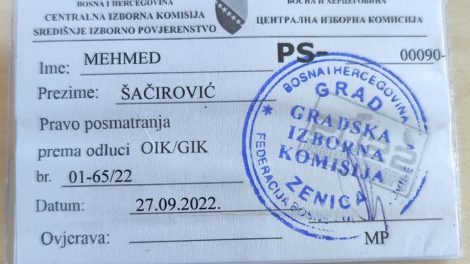 BOSNA I HERCEGOVINA
CENTRALNA IZBORNA KOMISIJA
SREDIŠNJE IZBORNO POVJERENSTVO
БОСНА И ХЕРЦЕГОВИНА
ЦЕНТРАЛНА ИЗБОРНА КОМИСИЈА
PS-
00090-
Ime: MEHMED
Prezime: ŠAČIROVIĆ
Pravo posmatranja
prema odluci OIK/GIK
br. 01-65/22
Datum: 27.09.2022.
Ovjerava:
MP
BOSNA I HERCEGOVINA
FEDERACIJA BOSNE I
GRAD
GRADSKA
IZBORNA
KOMISIJA
ZENICA